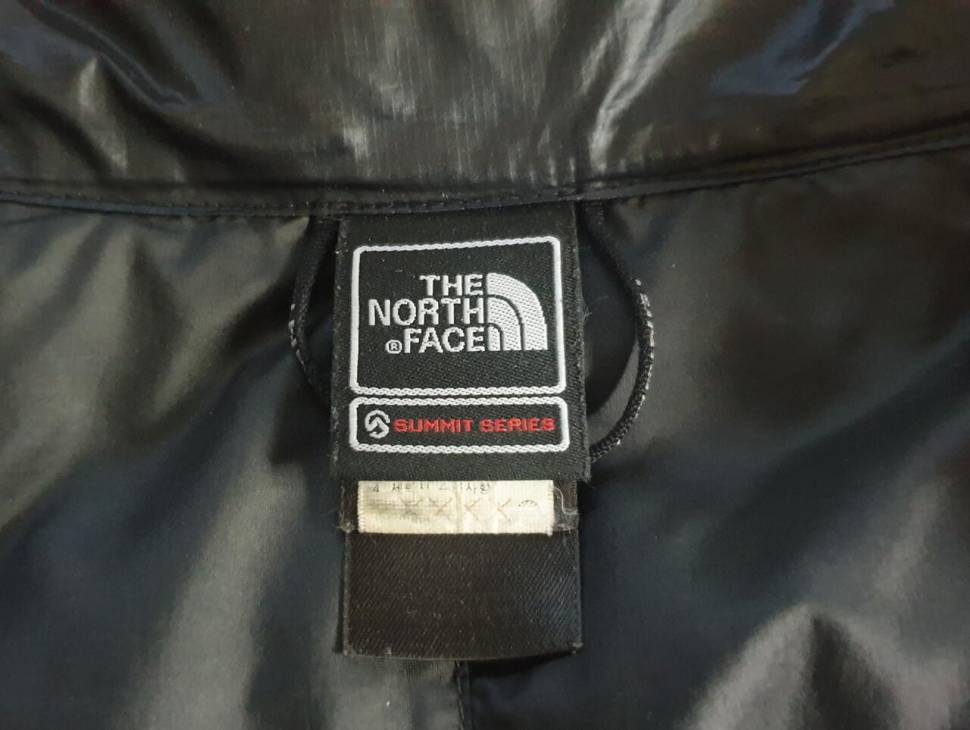 THE
NORTH
® FACE
SUMMIT SERIES